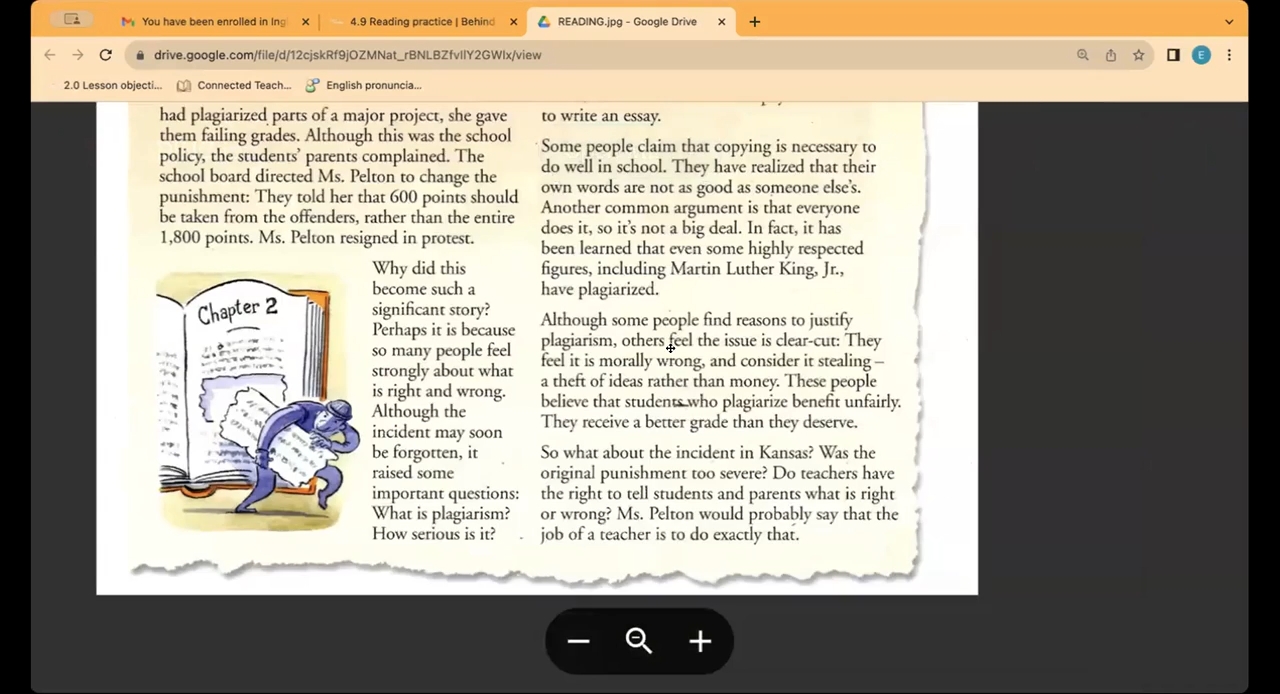 You have been enrolled in Ing
4.9 Reading practice | Behind
READING.jpg - Google Drive
drive.google.com/file/d/12cjskRf9jOZMNat_rBNLBZfvIlY2GWlx/view
E
2.0 Lesson objecti...
Connected Teach...
English pronuncia...
had plagiarized parts of a major project, she gave
them failing grades. Although this was the school
policy, the students' parents complained. The
school board directed Ms. Pelton to change the
punishment: They told her that 600 points should
be taken from the offenders, rather than the entire
1,800 points. Ms. Pelton resigned in protest.
Chapter 2
Why did this
become such a
significant story?
Perhaps it is because
so many people feel
strongly about what
is right and wrong.
Although the
incident may soon
be forgotten, it
raised some
important questions:
What is plagiarism?
How serious is it?
to write an essay.
Some people claim that copying is necessary to
do well in school. They have realized that their
own words are not as good as someone else's.
Another common argument is that everyone
does it, so it's not a big deal. In fact, it has
been learned that even some highly respected
figures, including Martin Luther King, Jr.,
have plagiarized.
Although some people find reasons to justify
plagiarism, others feel the issue is clear-cut: They
feel it is morally wrong, and consider it stealing –
a theft of ideas rather than money. These people
believe that students who plagiarize benefit unfairly.
They receive a better grade than they deserve.
So what about the incident in Kansas? Was the
original punishment too severe? Do teachers have
the right to tell students and parents what is right
or wrong? Ms. Pelton would probably say that the
job of a teacher is to do exactly that.